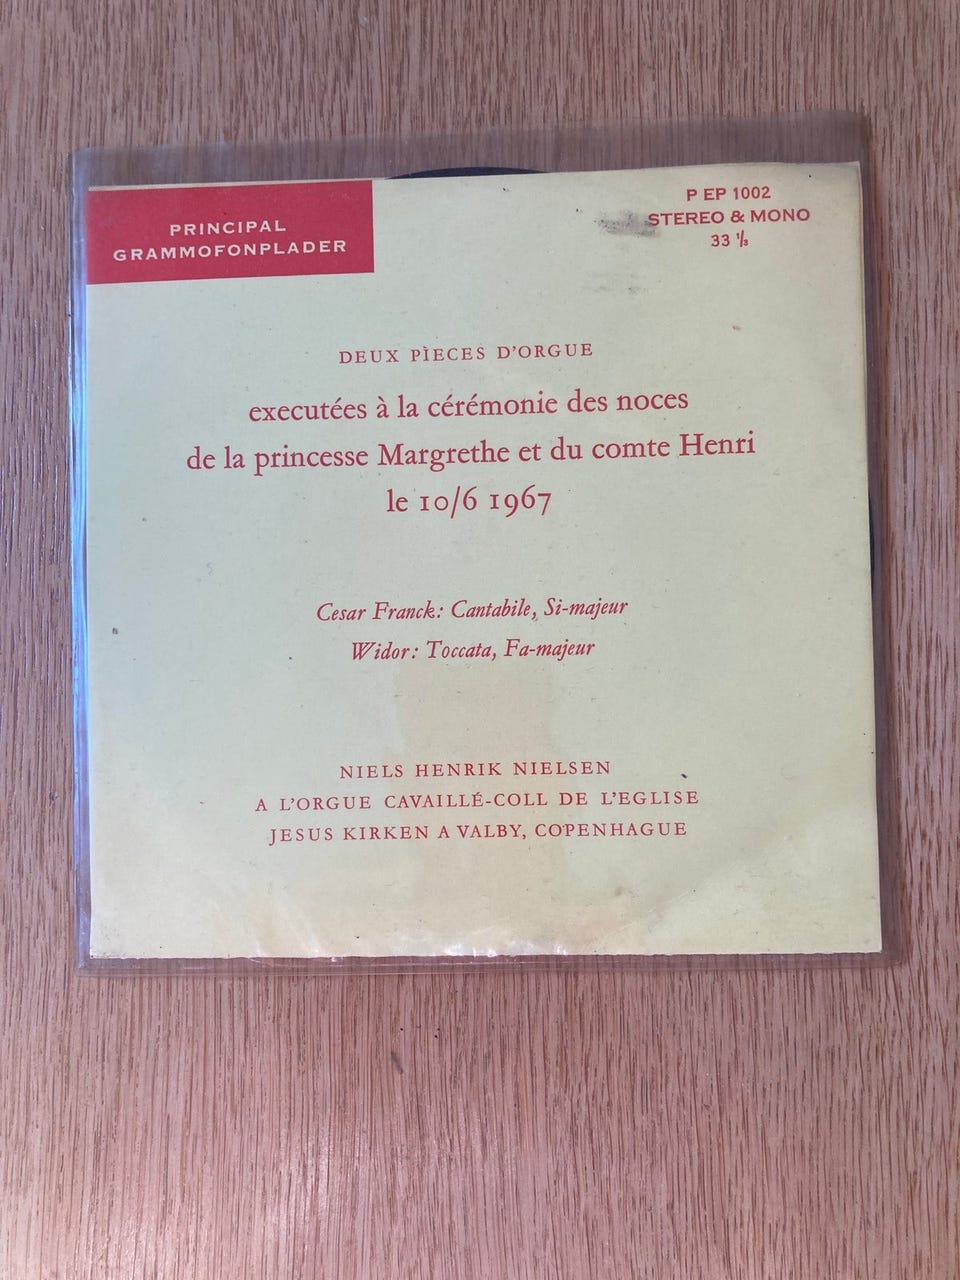 PRINCIPAL
GRAMMOFONPLADER
P EP 1002
STEREO & MONO
33 ⅓
DEUX PÌECES D'ORGUE
executées à la cérémonie des noces
de la princesse Margrethe et du comte Henri
le 10/6 1967
Cesar Franck: Cantabile, Si-majeur
Widor: Toccata, Fa-majeur
NIELS HENRIK NIELSEN
A L'ORGUE CAVAILLÉ-COLL DE L'EGLISE
JESUS KIRKEN A VALBY, COPENHAGUE